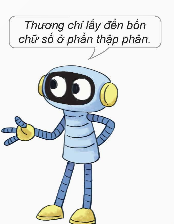 Thương chỉ lấy đến bốn
chữ số ở phần thập phân.